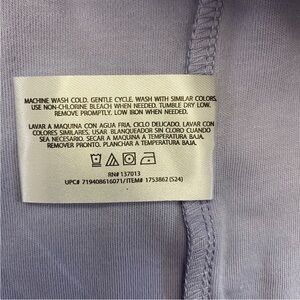 MACHINE WASH COLD. GENTLE CYCLE. WASH WITH SIMILAR COLORS.
USE NON-CHLORINE BLEACH WHEN NEEDED. TUMBLE DRY LOW.
REMOVE PROMPTLY. LOW IRON WHEN NEEDED.
LAVAR A MAQUINA CON AGUA FRIA, CICLO DELICADO. LAVAR CON
COLORES SIMILARES. USAR BLANQUEADOR SIN CLORO CUANDO
SEA NECESARIO. SECAR A MAQUINA A TEMPERATURA BAJA.
REMOVER PRONTO. PLANCHAR A TEMPERATURA BAJA.
RN# 137013
UPC# 719408616071/ITEM# 1753862 (S24)